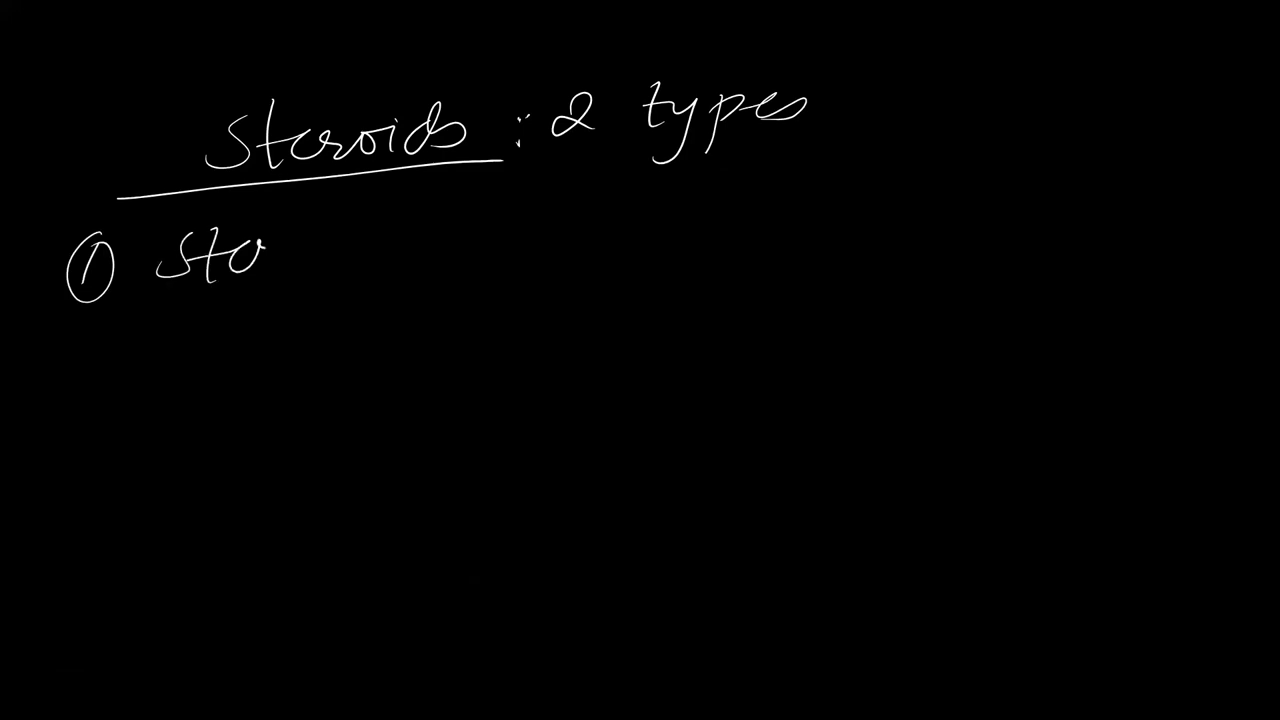 Steroids : 2 types
① Sto